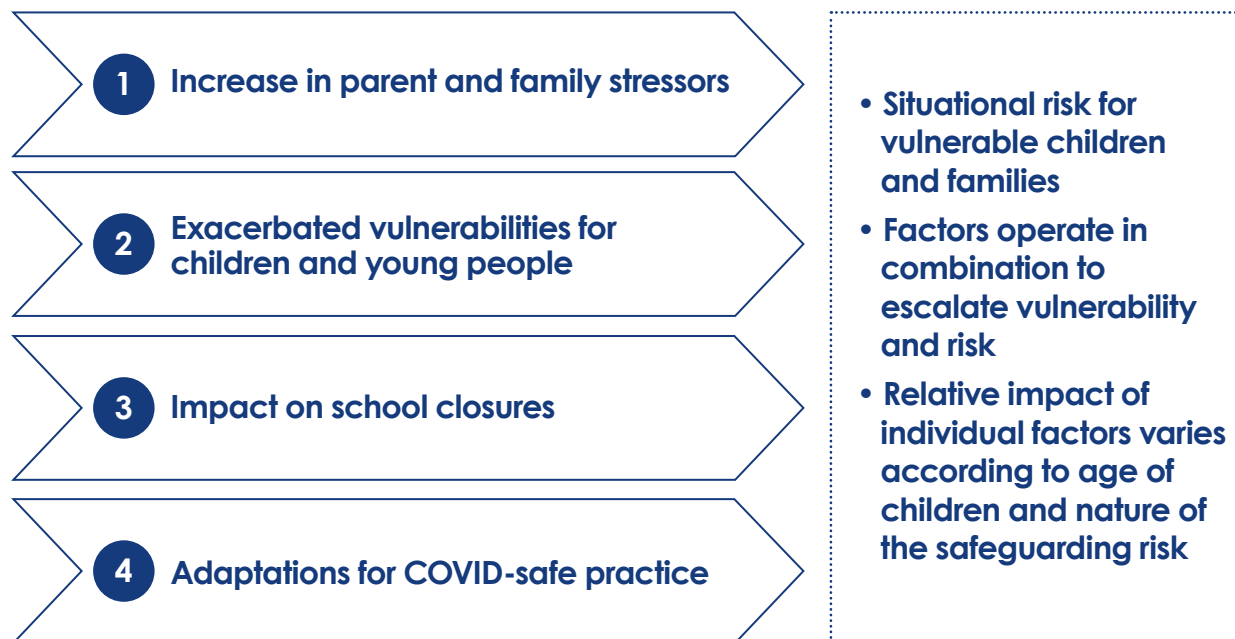 1 Increase in parent and family stressors
2 Exacerbated vulnerabilities for
children and young people
3 Impact on school closures
4 Adaptations for COVID-safe practice
• Situational risk for
vulnerable children
and families
• Factors operate in
combination to
escalate vulnerability
and risk
• Relative impact of
individual factors varies
according to age of
children and nature of
the safeguarding risk